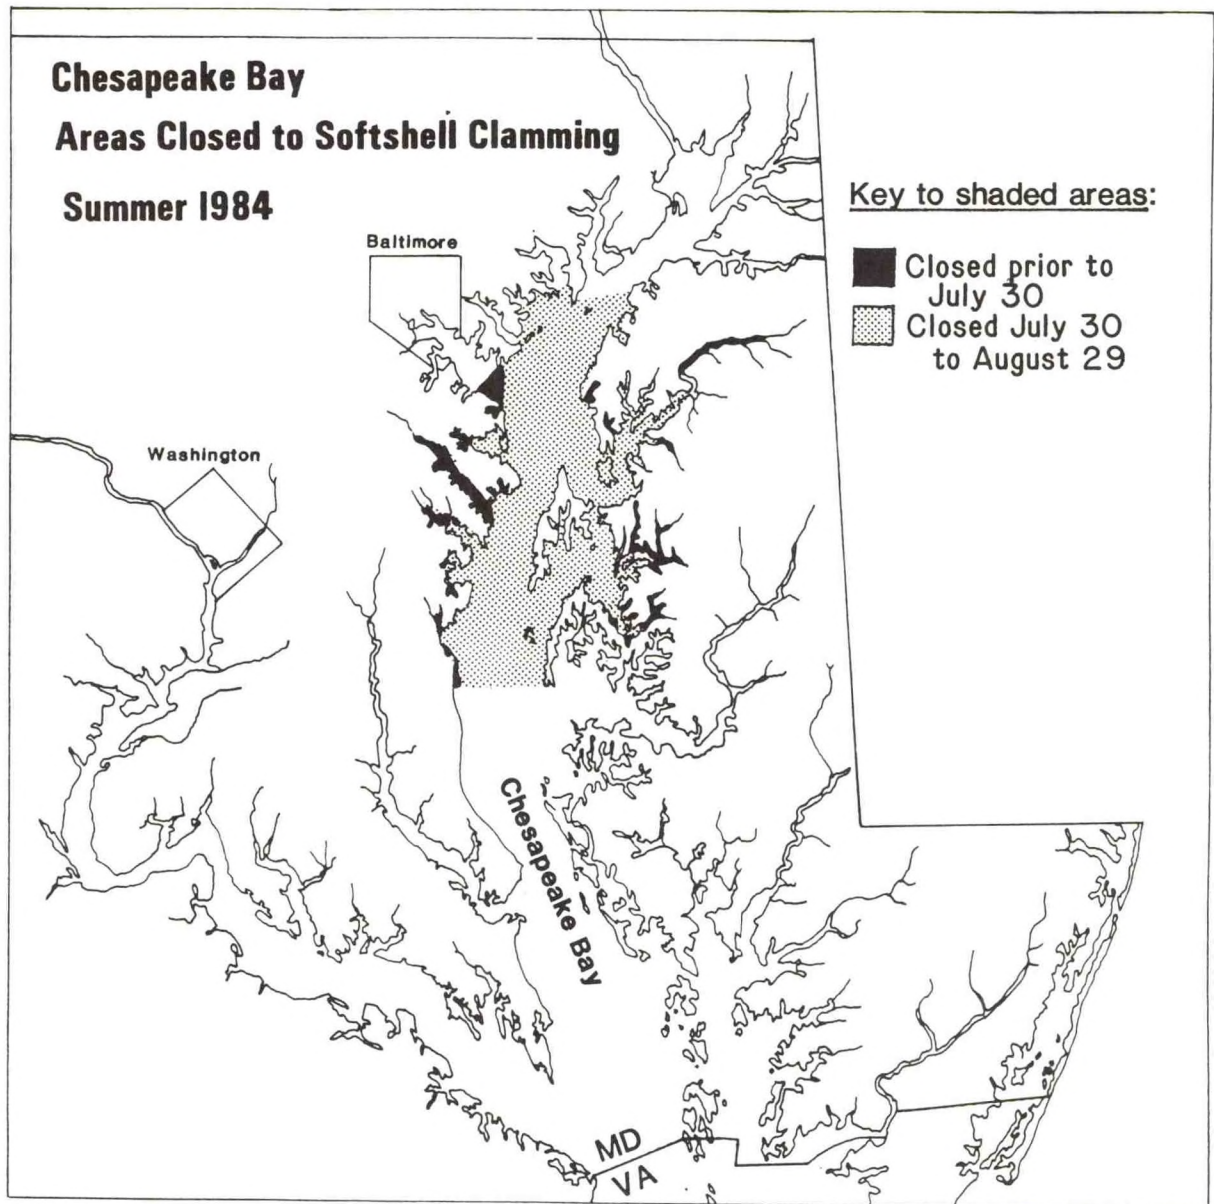 Chesapeake Bay
Areas Closed to Softshell Clamming
Summer 1984
Key to shaded areas:
Baltimore
Closed prior to
July 30
Closed July 30
to August 29
Washington
Chesapeake Bay
MD
VA